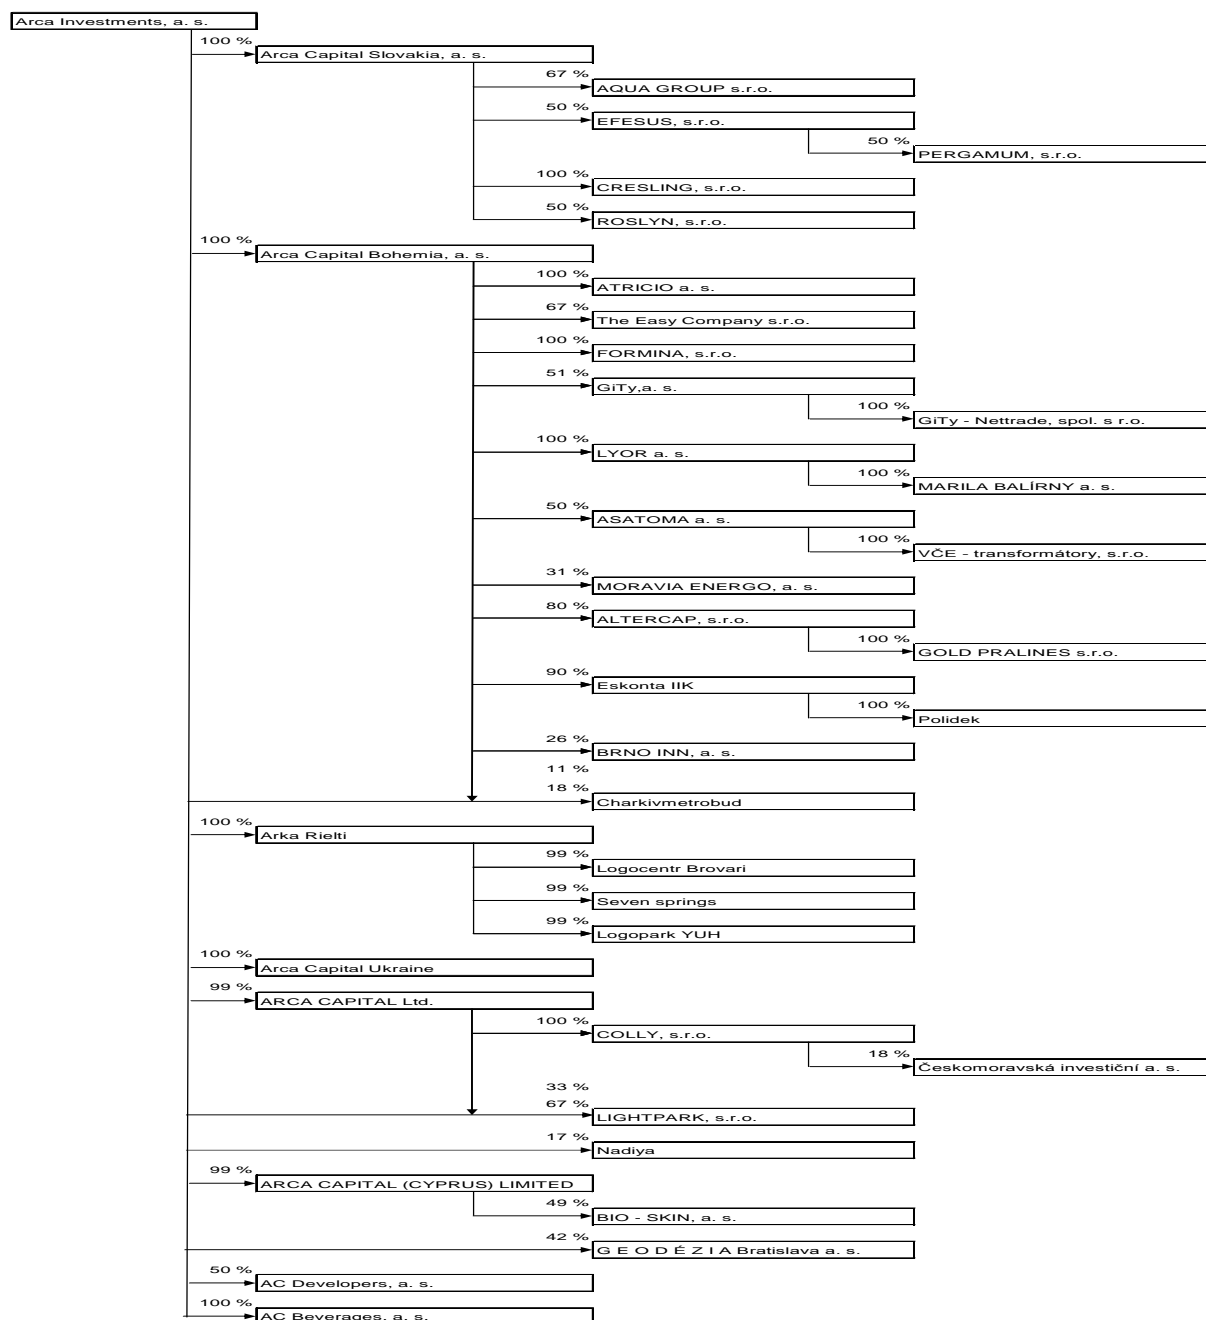 Arca Investments, a. s.
100 %
Arca Capital Slovakia, a. s.
67 %
AQUA GROUP s.r.o.
50 %
EFESUS, s.r.o.
50 %
PERGAMUM, s.r.o.
100 %
CRESLING, s.r.o.
50 %
ROSLYN, s.r.o.
100 %
Arca Capital Bohemia, a. s.
100 %
ATRICIO a. s.
67 %
The Easy Company s.r.o.
100 %
FORMINA, s.r.o.
51 %
GiTy,a. s.
100 %
GiTy - Nettrade, spol. s r.o.
100 %
LYOR a. s.
100 %
MARILA BALÍRNY a. s.
50 %
ASATOMA a. s.
100 %
VČE - transformátory, s.r.o.
31 %
MORAVIA ENERGO, a. s.
80 %
ALTERCAP, s.r.o.
100 %
GOLD PRALINES s.r.o.
90 %
Eskonta IIK
100 %
Polidek
26 %
BRNO INN, a. s.
11 %
18 %
Charkivmetrobud
100 %
Arka Rielti
99 %
Logocentr Brovari
99 %
Seven springs
99 %
Logopark YUH
100 %
Arca Capital Ukraine
99 %
ARCA CAPITAL Ltd.
100 %
COLLY, s.r.o.
18 %
Českomoravská investiční a. s.
33 %
67 %
LIGHTPARK, s.r.o.
17 %
Nadiya
99 %
ARCA CAPITAL (CYPRUS) LIMITED
49 %
BIO - SKIN, a. s.
42 %
G E O D É Z I A Bratislava a. s.
50 %
AC Developers, a. s.
100 %
AC Beverages, a. s.